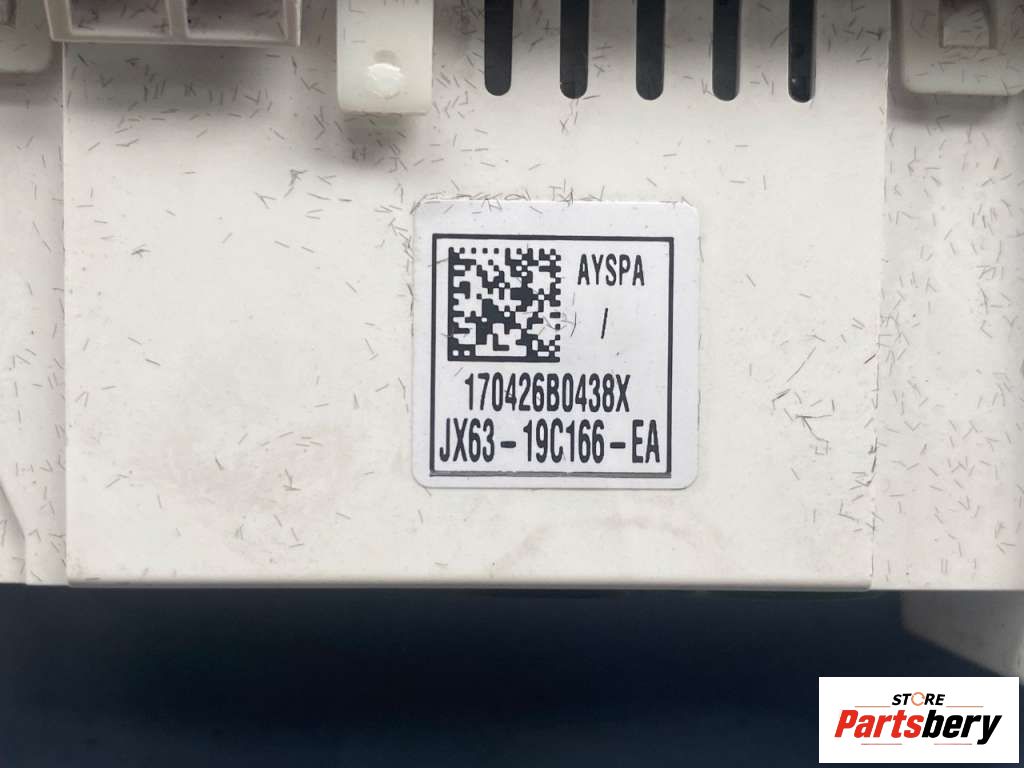 AYSPA
/
170426B0438X
JX63-19C166-EA
STORE
Partsbery